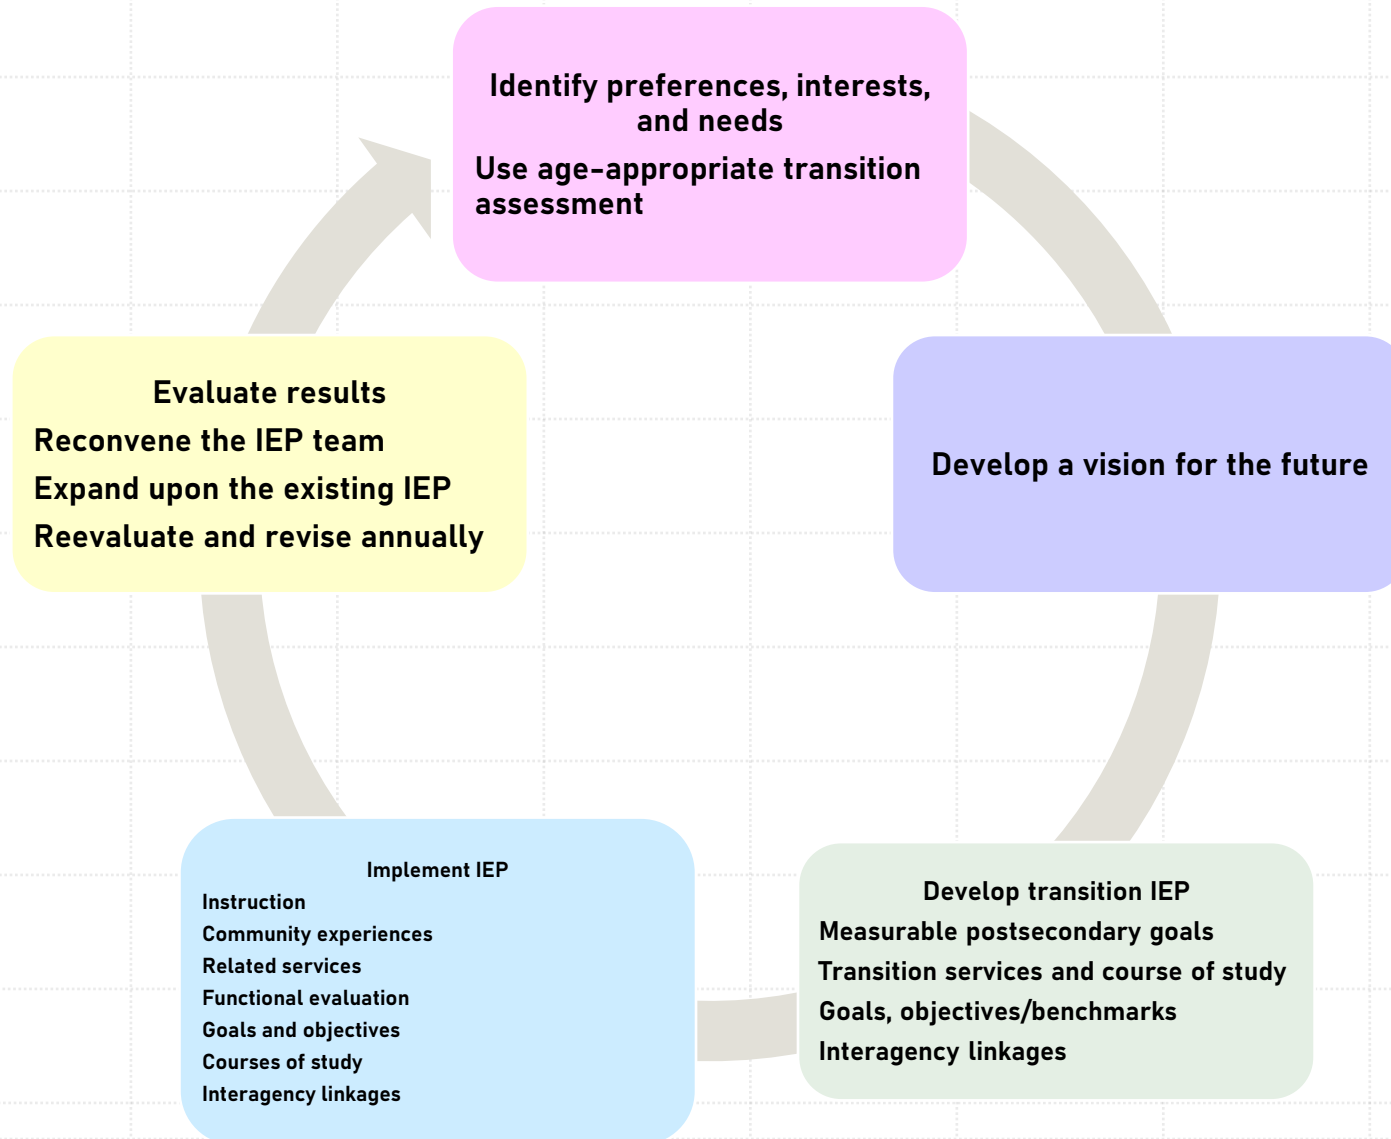 Identify preferences, interests,
and needs
Use age-appropriate transition
assessment
Develop a vision for the future
Develop transition IEP
Measurable postsecondary goals
Transition services and course of study
Goals, objectives/benchmarks
Interagency linkages
Implement IEP
Instruction
Community experiences
Related services
Functional evaluation
Goals and objectives
Courses of study
Interagency linkages
Evaluate results
Reconvene the IEP team
Expand upon the existing IEP
Reevaluate and revise annually